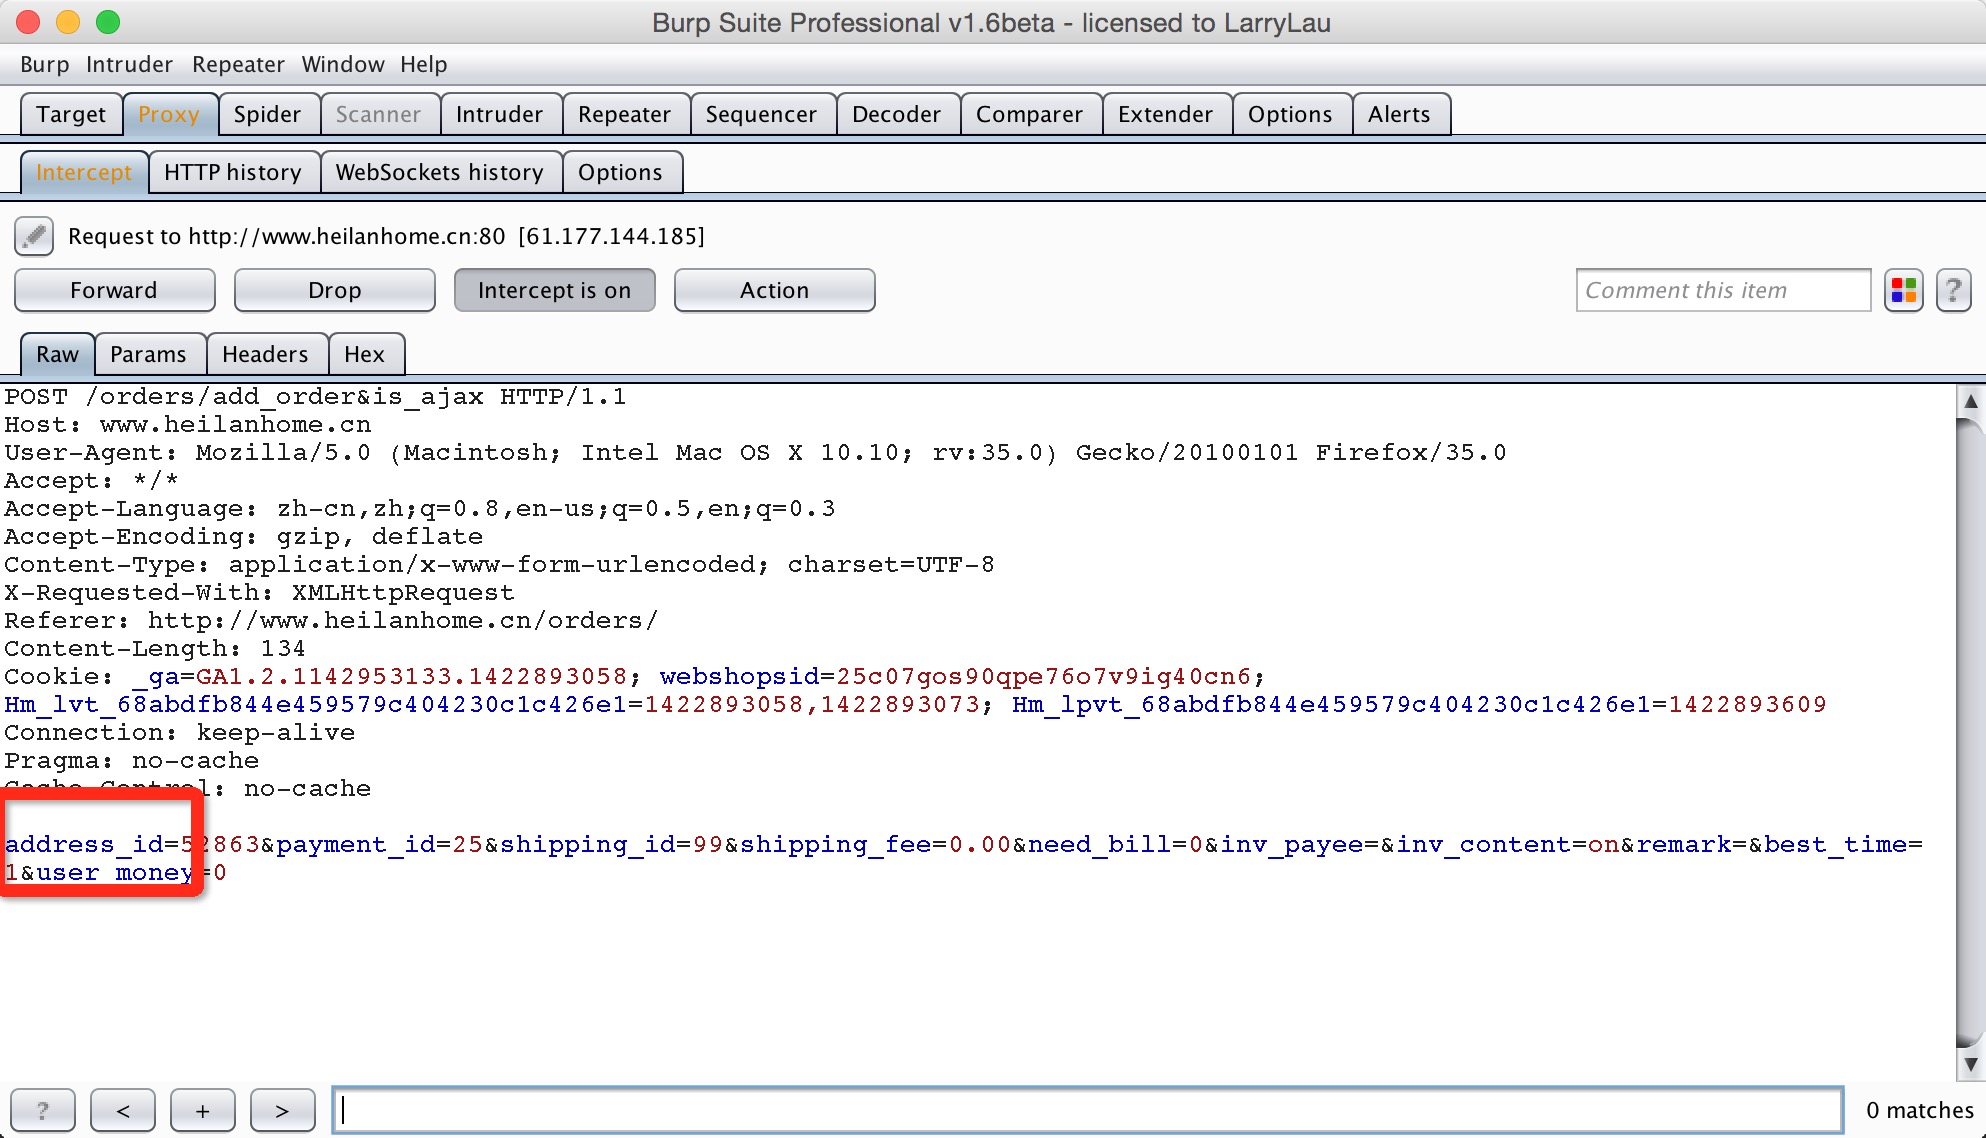 Burp Suite Professional v1.6beta - licensed to LarryLau
Burp Intruder Repeater Window Help
Target Proxy Spider Scanner Intruder Repeater Sequencer Decoder Comparer Extender Options Alerts
Intercept HTTP history WebSockets history Options
Request to http://www.heilanhome.cn:80 [61.177.144.185]
Forward Drop Intercept is on Action Comment this item ?
Raw Params Headers Hex
POST /orders/add_order&is_ajax HTTP/1.1
Host: www.heilanhome.cn
User-Agent: Mozilla/5.0 (Macintosh; Intel Mac OS X 10.10; rv:35.0) Gecko/20100101 Firefox/35.0
Accept: */*
Accept-Language: zh-cn,zh;q=0.8,en-us;q=0.5,en;q=0.3
Accept-Encoding: gzip, deflate
Content-Type: application/x-www-form-urlencoded; charset=UTF-8
X-Requested-With: XMLHttpRequest
Referer: http://www.heilanhome.cn/orders/
Content-Length: 134
Cookie: _ga=GA1.2.1142953133.1422893058; webshopsid=25c07gos90qpe76o7v9ig40cn6;
Hm_lvt_68abdfb844e459579c404230c1c426e1=1422893058,1422893073; Hm_lpvt_68abdfb844e459579c404230c1c426e1=1422893609
Connection: keep-alive
Pragma: no-cache
Cache-Control: no-cache
address_id=52863&payment_id=25&shipping_id=99&shipping_fee=0.00&need_bill=0&inv_payee=&inv_content=on&remark=&best_time=
1&user_money=0
? < + > 0 matches